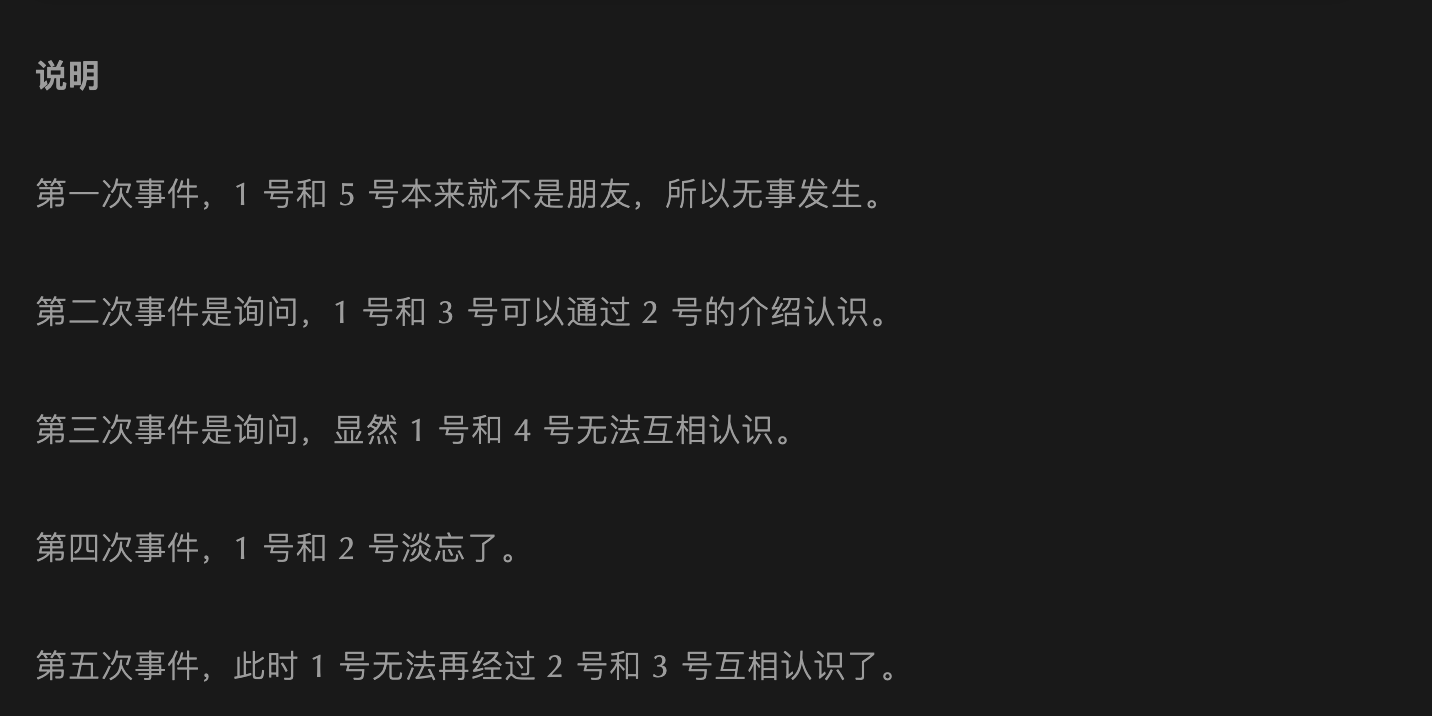 说明
第一次事件，1 号和 5 号本来就不是朋友，所以无事发生。
第二次事件是询问，1 号和 3 号可以通过 2 号的介绍认识。
第三次事件是询问，显然 1 号和 4 号无法互相认识。
第四次事件，1 号和 2 号淡忘了。
第五次事件，此时 1 号无法再经过 2 号和 3 号互相认识了。